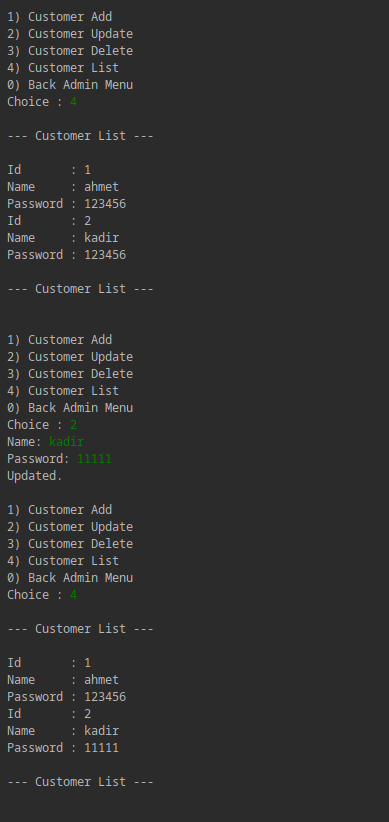 1) Customer Add
2) Customer Update
3) Customer Delete
4) Customer List
0) Back Admin Menu
Choice : 4
--- Customer List ---
Id       : 1
Name     : ahmet
Password : 123456
Id       : 2
Name     : kadir
Password : 123456
--- Customer List ---
1) Customer Add
2) Customer Update
3) Customer Delete
4) Customer List
0) Back Admin Menu
Choice : 2
Name: kadir
Password: 11111
Updated.
1) Customer Add
2) Customer Update
3) Customer Delete
4) Customer List
0) Back Admin Menu
Choice : 4
--- Customer List ---
Id       : 1
Name     : ahmet
Password : 123456
Id       : 2
Name     : kadir
Password : 11111
--- Customer List ---